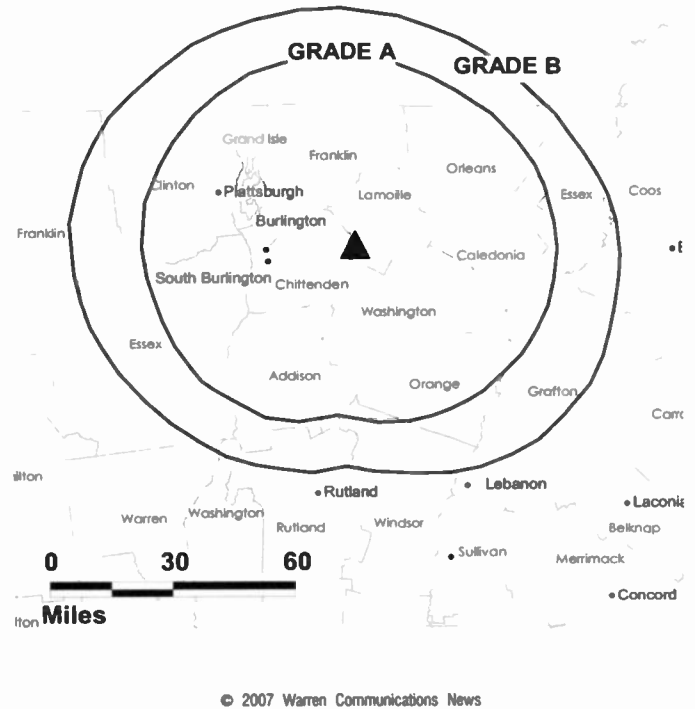 GRADE A
GRADE B
Grand Isle
Franklin
Orleans
Clinton
Plattsburgh
Lamoille
Essex
Coos
Burlington
Franklin
Caledonia
South Burlington
Chittenden
Washington
Essex
Addison
Orange
Grafton
Rutland
Lebanon
Laconia
Warren
Washington
Rutland
Windsor
Belknap
Sullivan
Merrimack
0 30 60
Concord
Miles
© 2007 Warren Communications News